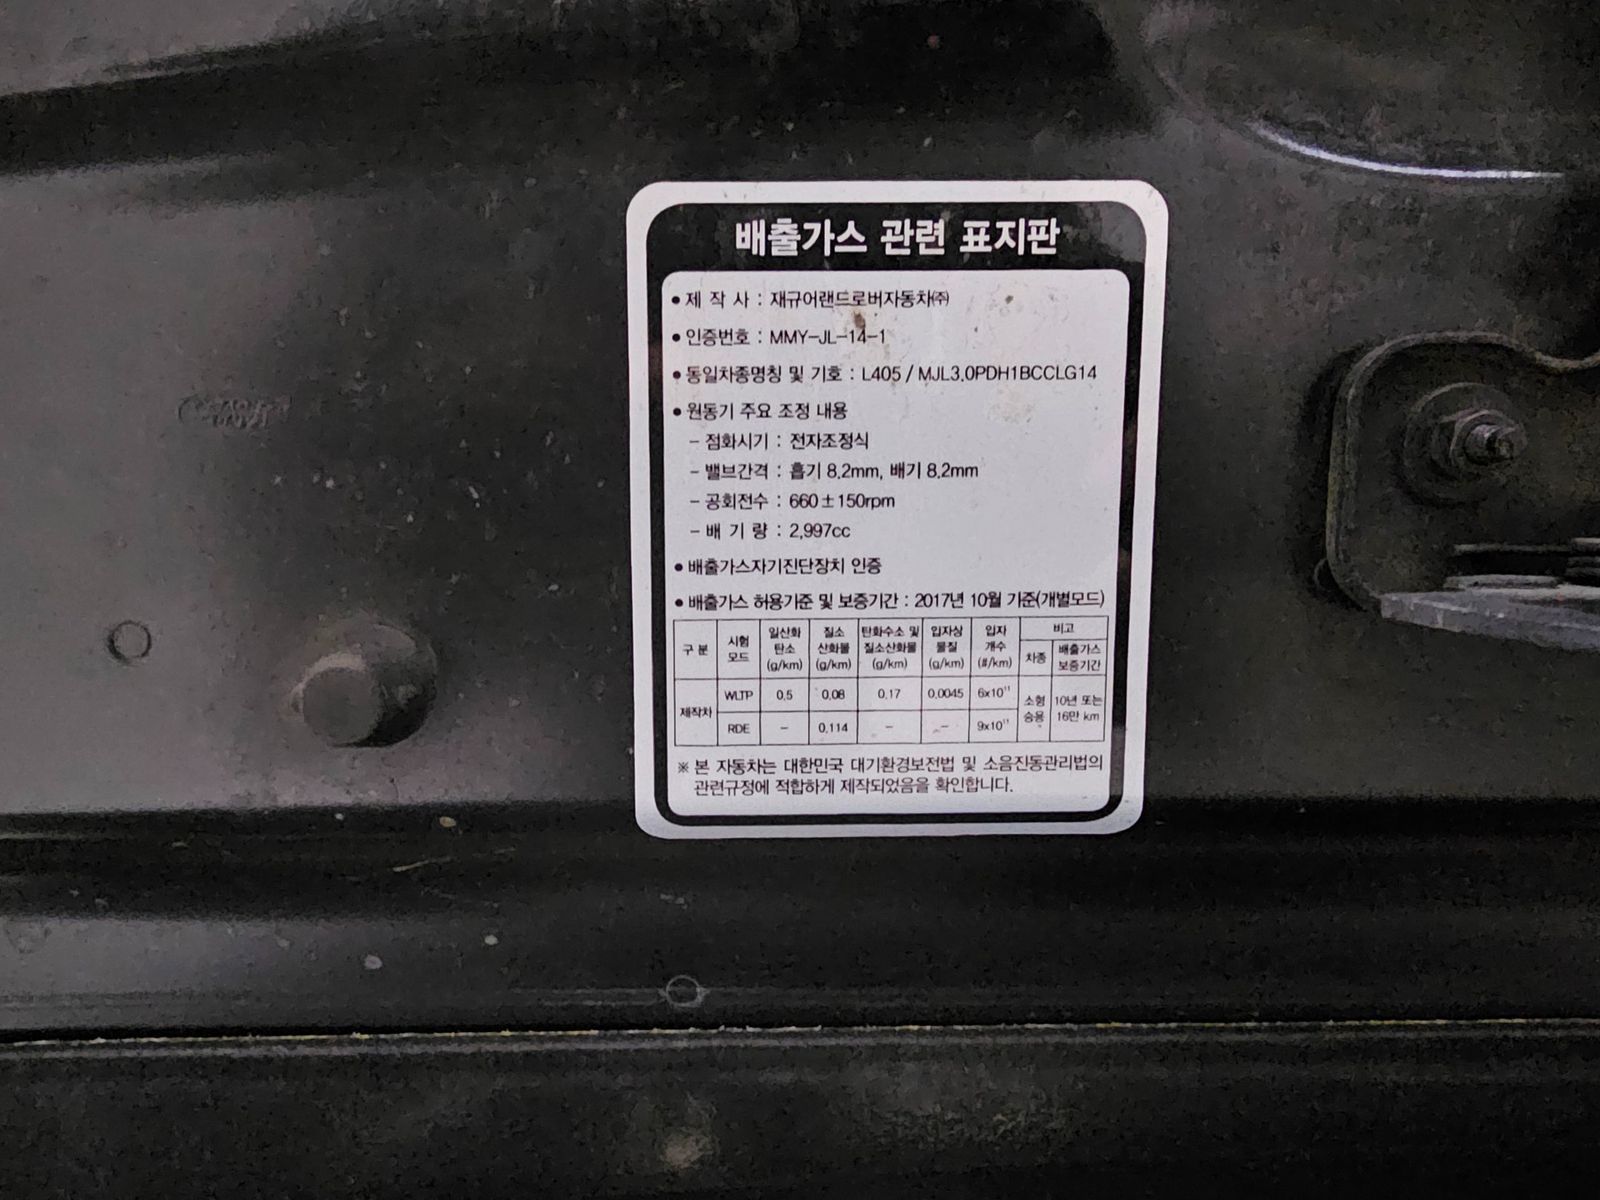 배출가스 관련 표지판
• 제 작 사 : 재규어랜드로버자동차㈜
• 인증번호 : MMY-JL-14-1
• 동일차종명칭 및 기호 : L405 / MJL3.0PDH1BCCLG14
• 원동기 주요 조정 내용
- 점화시기 : 전자조정식
- 밸브간격 : 흡기 8.2mm, 배기 8.2mm
- 공회전수 : 660±150rpm
- 배 기 량 : 2,997cc
• 배출가스자기진단장치 인증
• 배출가스 허용기준 및 보증기간 : 2017년 10월 기준(개별모드)
구 분 시험 모드 일산화 탄소 (g/km) 질소 산화물 (g/km) 탄화수소 및 질소산화물 (g/km) 입자상 물질 (g/km) 입자 개수 (#/km) 비고
차종 배출가스 보증기간
제작차 WLTP 0.5 0.08 0.17 0.0045 6x10¹¹ 소형 승용 10년 또는 16만 km
RDE - 0.114 - - 9x10¹¹
※ 본 자동차는 대한민국 대기환경보전법 및 소음진동관리법의
관련규정에 적합하게 제작되었음을 확인합니다.